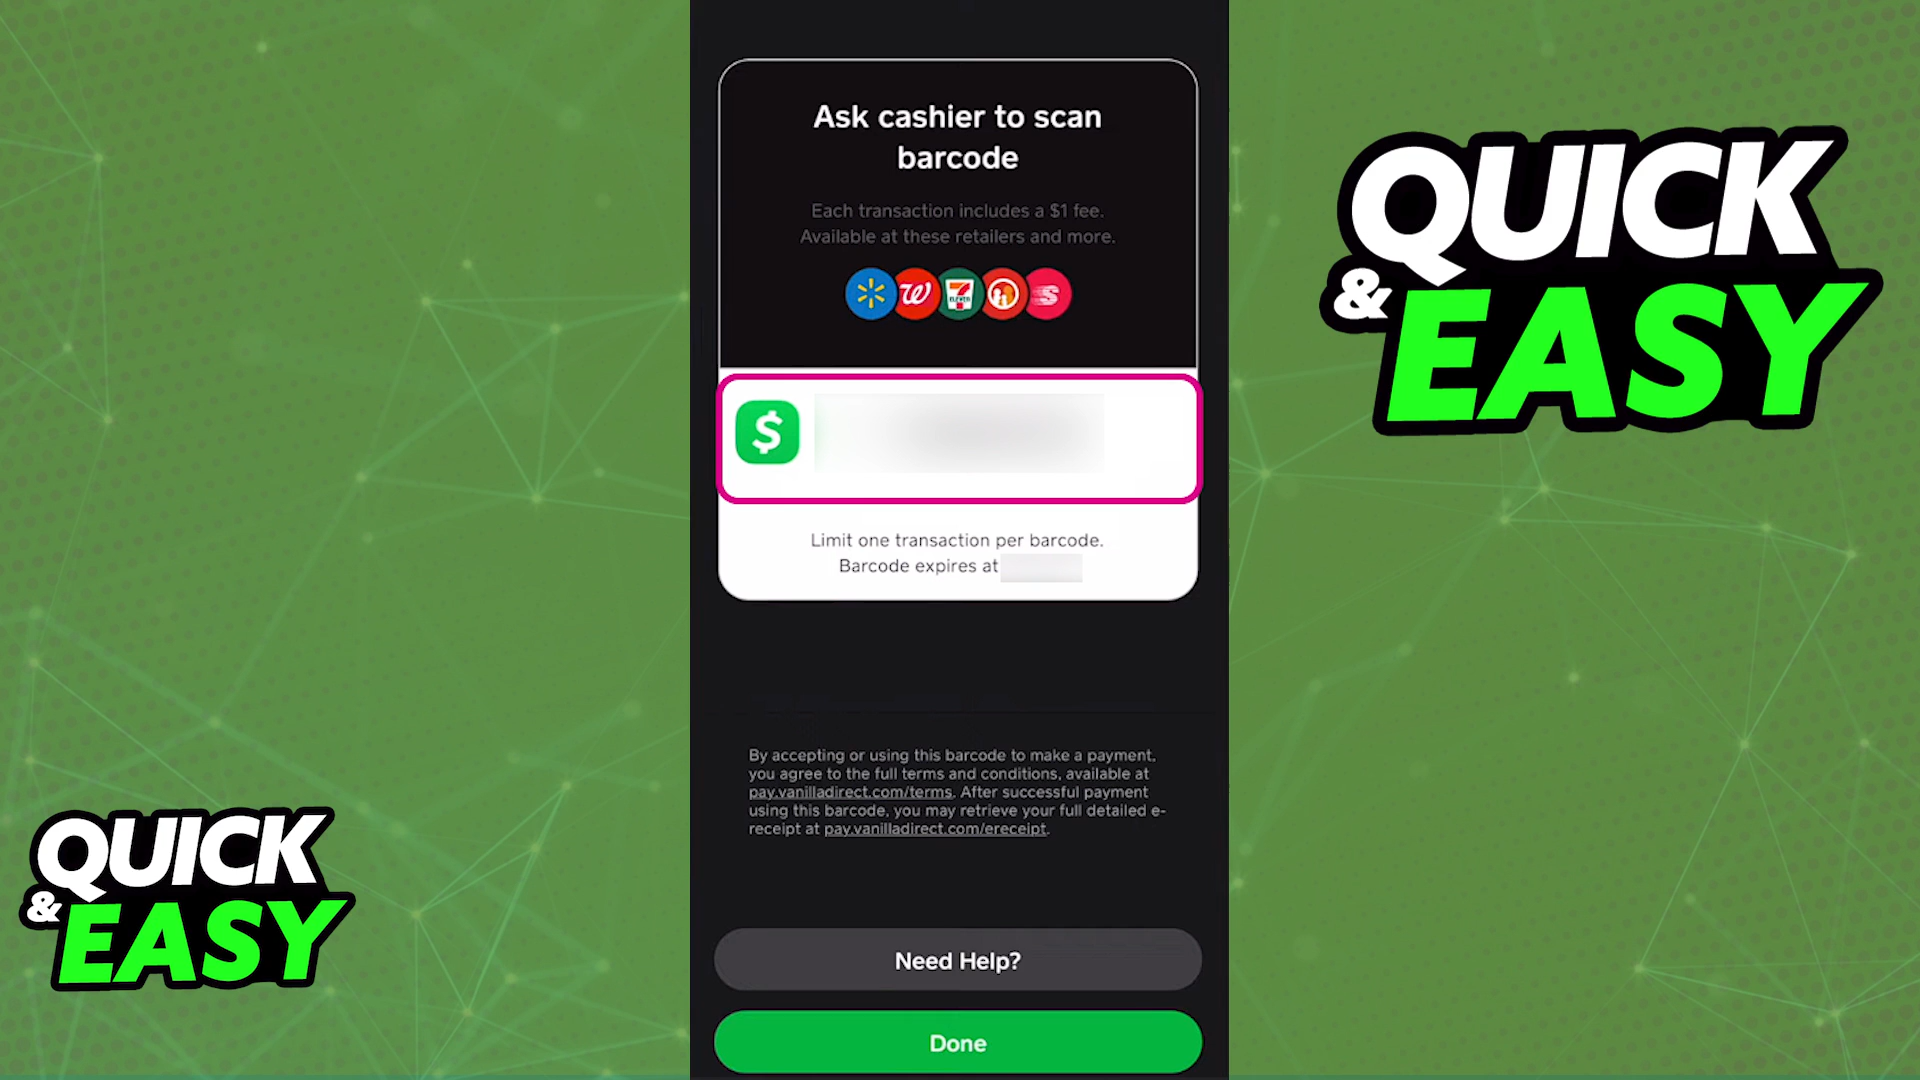 Ask cashier to scan
barcode
Each transaction includes a $1 fee.
Available at these retailers and more.
W
7
ELEVEN
S
$
Limit one transaction per barcode.
Barcode expires at
By accepting or using this barcode to make a payment,
you agree to the full terms and conditions, available at
pay.vanilladirect.com/terms. After successful payment
using this barcode, you may retrieve your full detailed e-
receipt at pay.vanilladirect.com/ereceipt.
Need Help?
Done
QUICK
& EASY
QUICK
& EASY